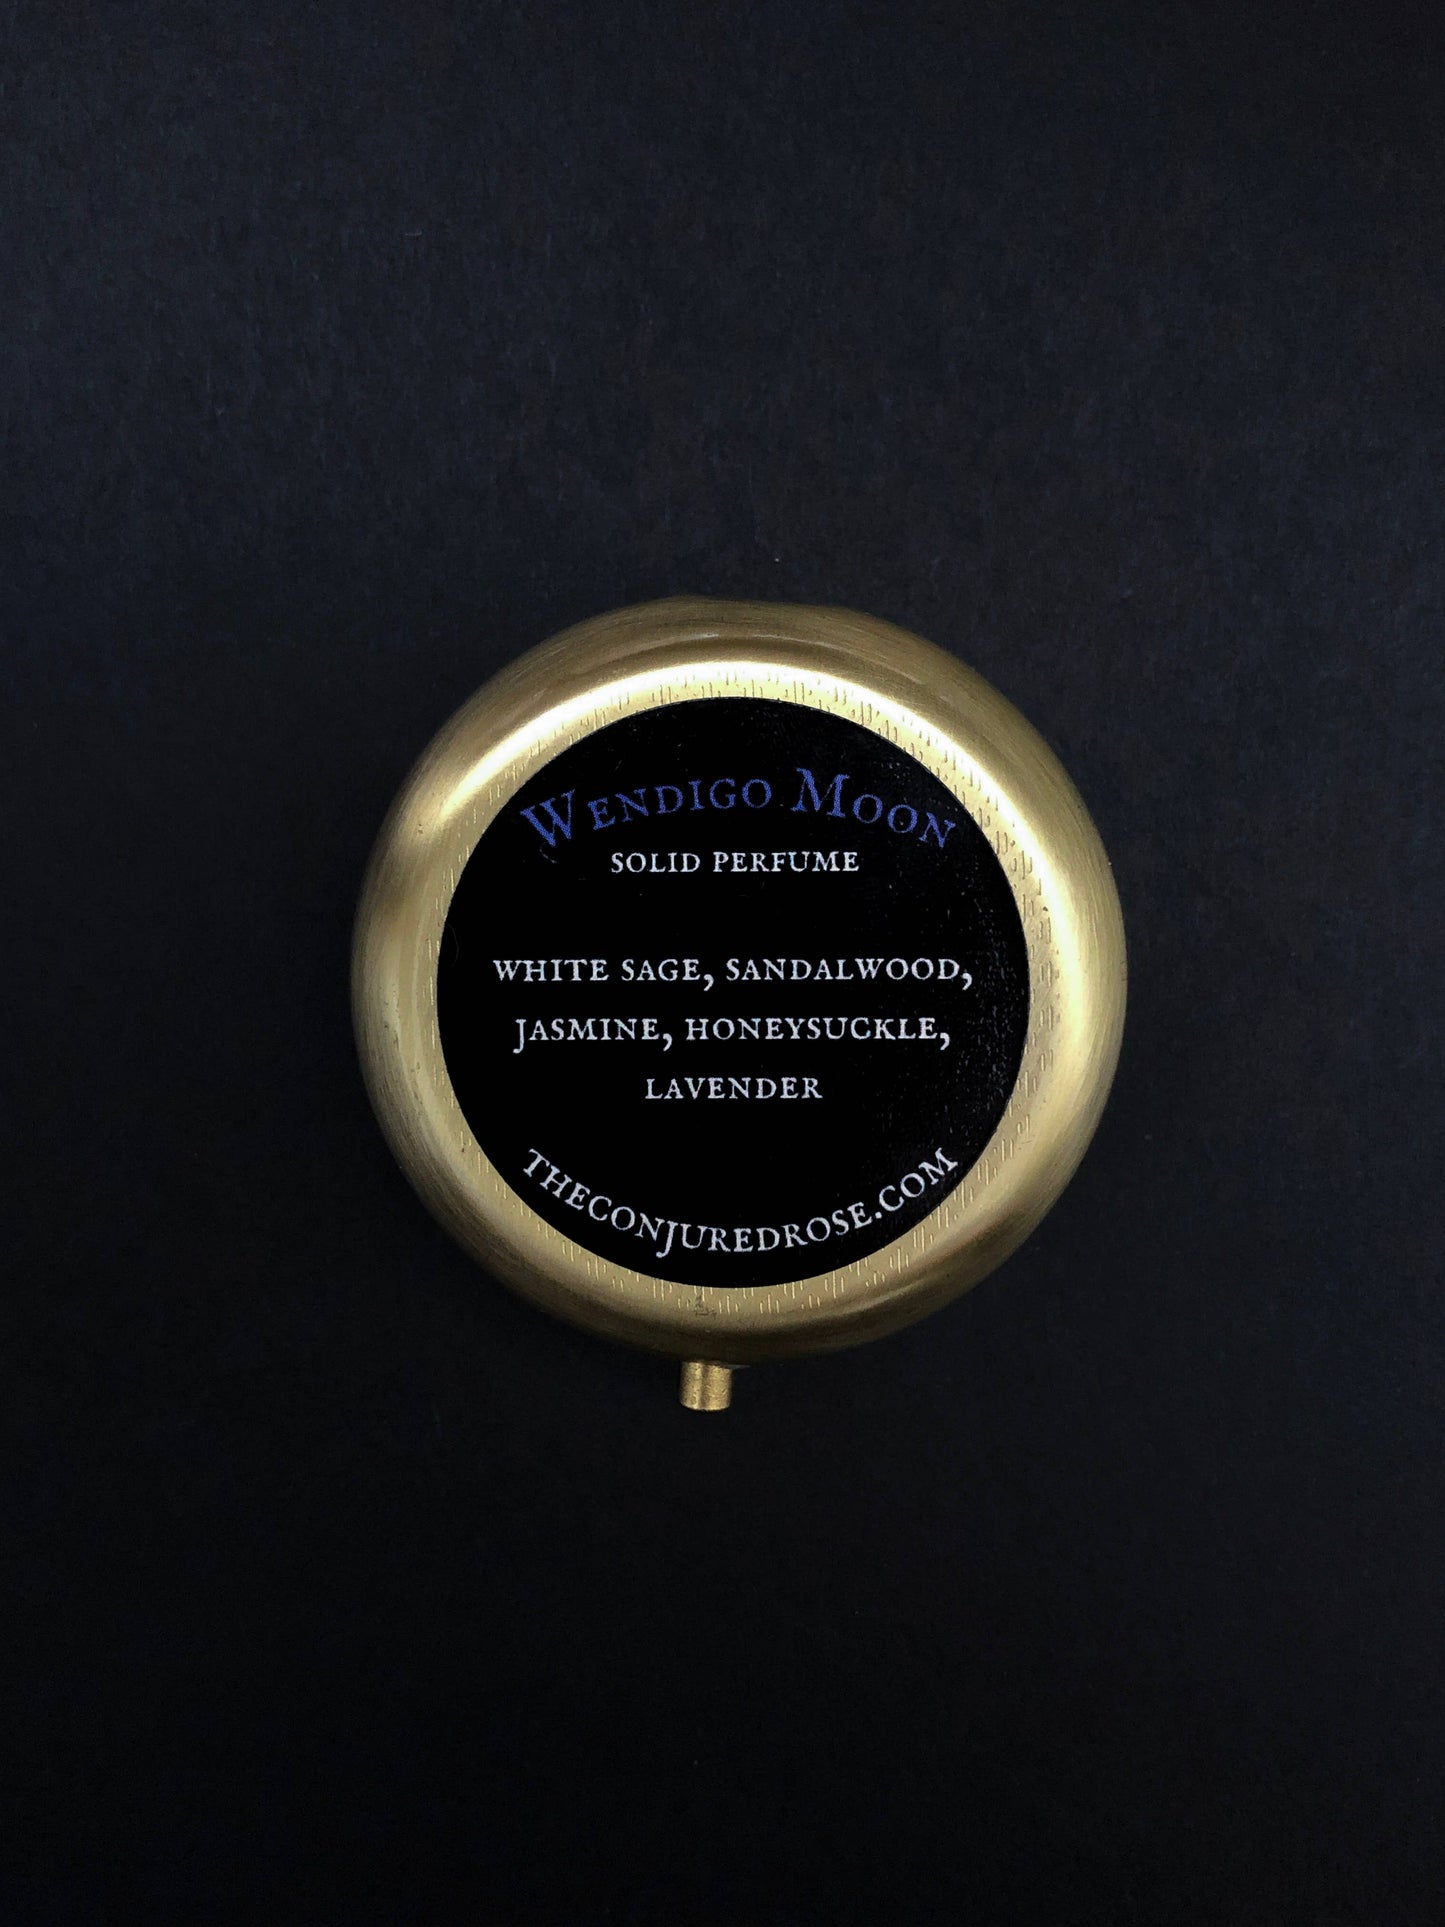 Wendigo Moon
solid perfume
white sage, sandalwood,
jasmine, honeysuckle,
lavender
theconjuredrose.com